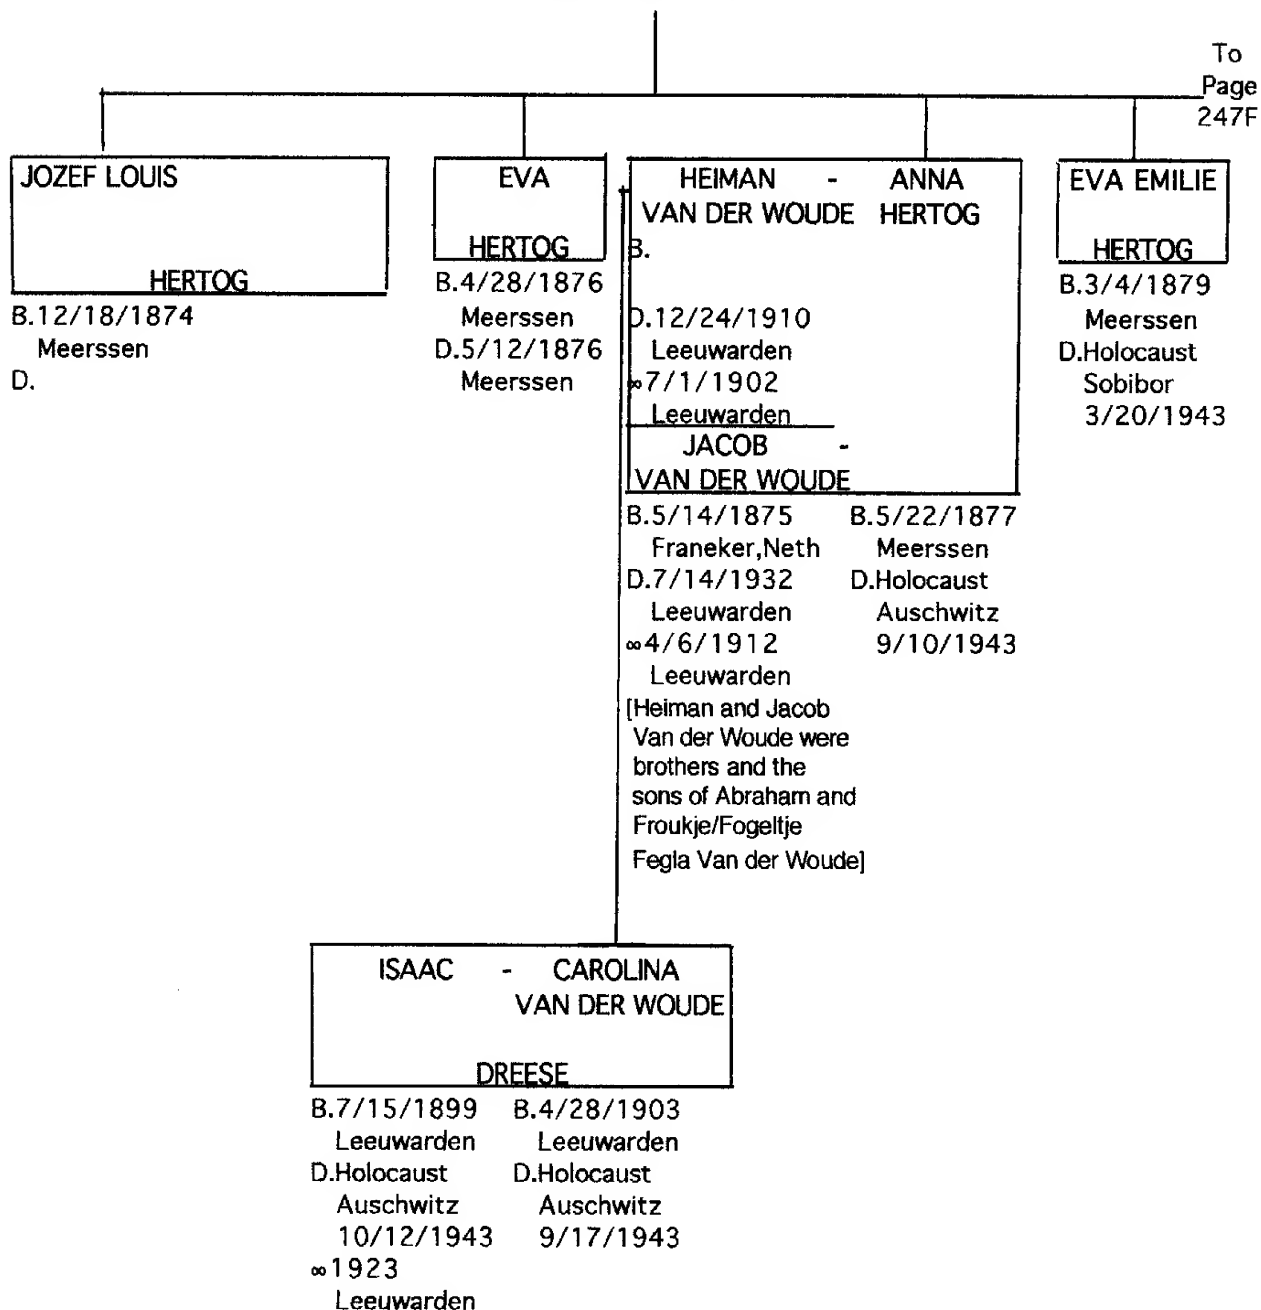 To
Page
247F
JOZEF LOUIS
HERTOG
B.12/18/1874
Meerssen
D.
EVA
HERTOG
B.4/28/1876
Meerssen
D.5/12/1876
Meerssen
HEIMAN - ANNA
VAN DER WOUDE HERTOG
B.
D.12/24/1910
Leeuwarden
∞7/1/1902
Leeuwarden
JACOB -
VAN DER WOUDE
B.5/14/1875
Franeker,Neth
D.7/14/1932
Leeuwarden
∞4/6/1912
Leeuwarden
[Heiman and Jacob
Van der Woude were
brothers and the
sons of Abraham and
Froukje/Fogeltje
Fegla Van der Woude]
B.5/22/1877
Meerssen
D.Holocaust
Auschwitz
9/10/1943
EVA EMILIE
HERTOG
B.3/4/1879
Meerssen
D.Holocaust
Sobibor
3/20/1943
ISAAC - CAROLINA
VAN DER WOUDE
DREESE
B.7/15/1899
Leeuwarden
D.Holocaust
Auschwitz
10/12/1943
∞1923
Leeuwarden
B.4/28/1903
Leeuwarden
D.Holocaust
Auschwitz
9/17/1943